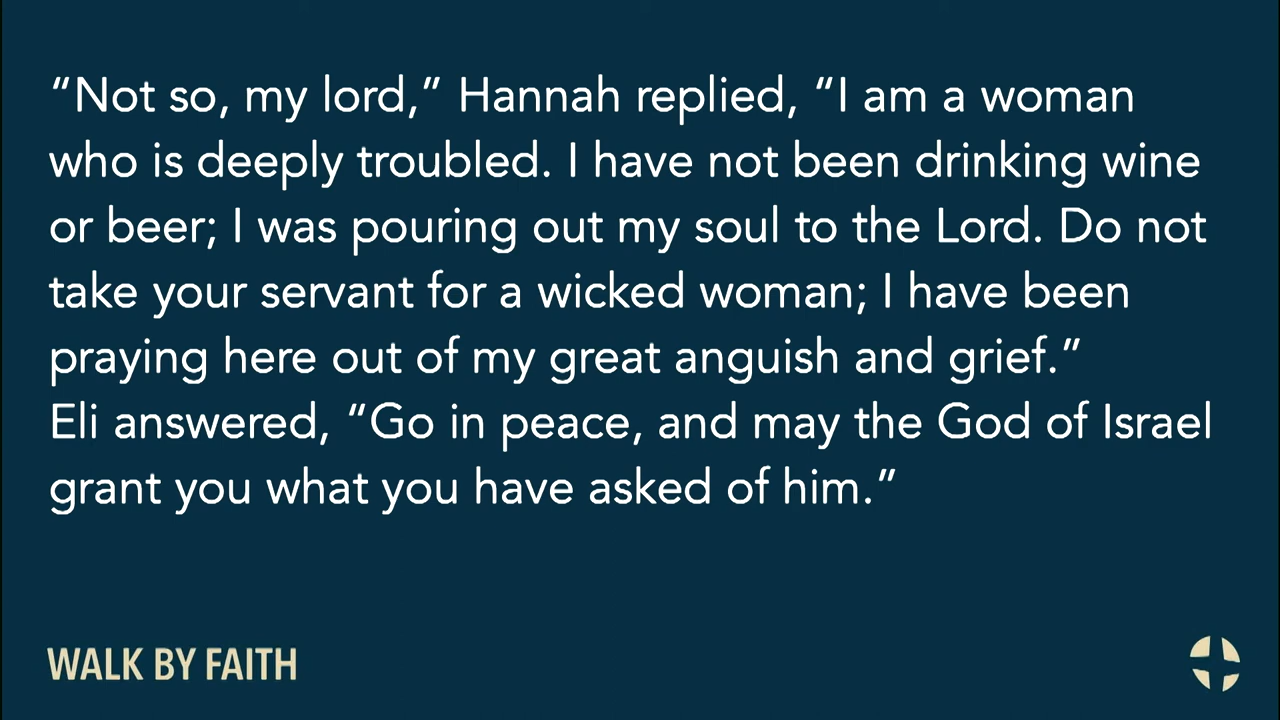 “Not so, my lord,” Hannah replied, “I am a woman
who is deeply troubled. I have not been drinking wine
or beer; I was pouring out my soul to the Lord. Do not
take your servant for a wicked woman; I have been
praying here out of my great anguish and grief.”
Eli answered, “Go in peace, and may the God of Israel
grant you what you have asked of him.”
WALK BY FAITH